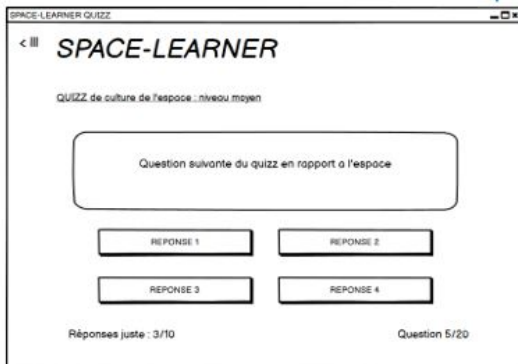 SPACE-LEARNER QUIZZ
SPACE-LEARNER
QUIZZ de culture de l'espace : niveau moyen
Question suivante du quizz en rapport a l'espace
REPONSE 1
REPONSE 2
REPONSE 3
REPONSE 4
Réponses juste : 3/10
Question 5/20